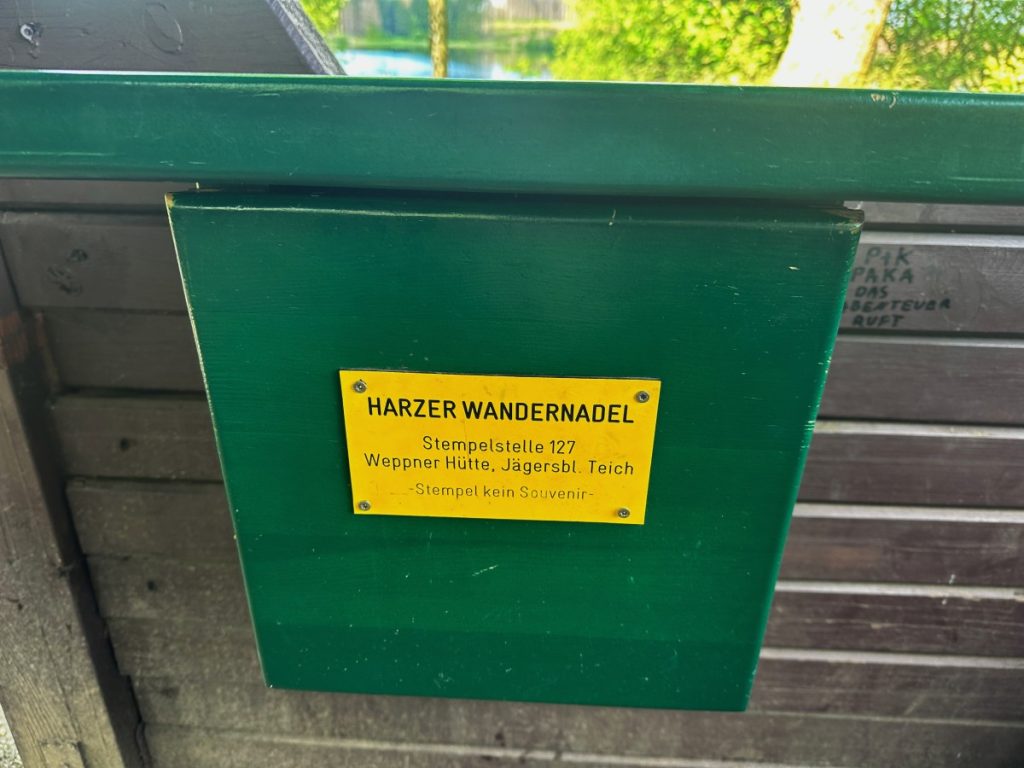 HARZER WANDERNADEL
Stempelstelle 127
Weppner Hütte, Jägersbl. Teich
-Stempel kein Souvenir-
P+K
PAKA
DAS
ABENTEUER
RUFT